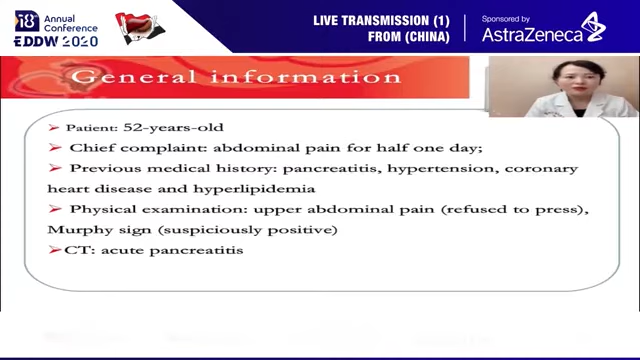 18th
Annual
Conference
EDDW 2020
LIVE TRANSMISSION (1)
FROM (CHINA)
Sponsored by
AstraZeneca
General information
➢ Patient: 52-years-old
➢ Chief complaint: abdominal pain for half one day;
➢ Previous medical history: pancreatitis, hypertension, coronary
heart disease and hyperlipidemia
➢ Physical examination: upper abdominal pain (refused to press),
Murphy sign (suspiciously positive)
➢CT: acute pancreatitis